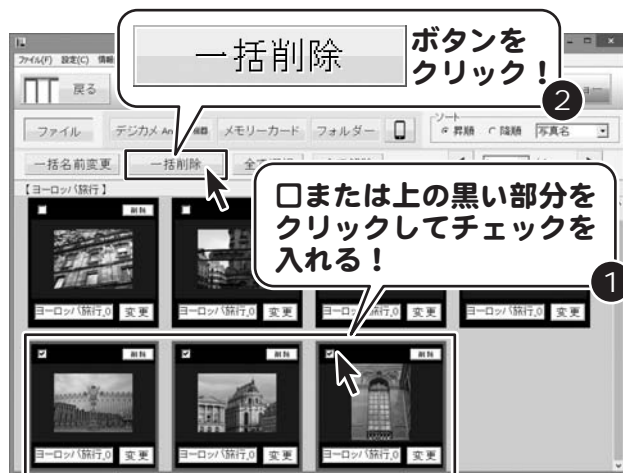 一括削除
ボタンを
クリック！
2
ファイル(F) 設定(C) 情報
戻る
ファイル
デジカメ
メモリーカード
フォルダー
ソート
昇順
降順
写真名
一括名前変更
一括削除
【ヨーロッパ旅行】
□または上の黒い部分を
クリックしてチェックを
入れる！
1
削除
ヨーロッパ旅行_0 変更
ヨーロッパ旅行_0 変更
ヨーロッパ旅行_0 変更
ヨーロッパ旅行_0 変更
削除
削除
削除
ヨーロッパ旅行_0 変更
ヨーロッパ旅行_0 変更
ヨーロッパ旅行_0 変更